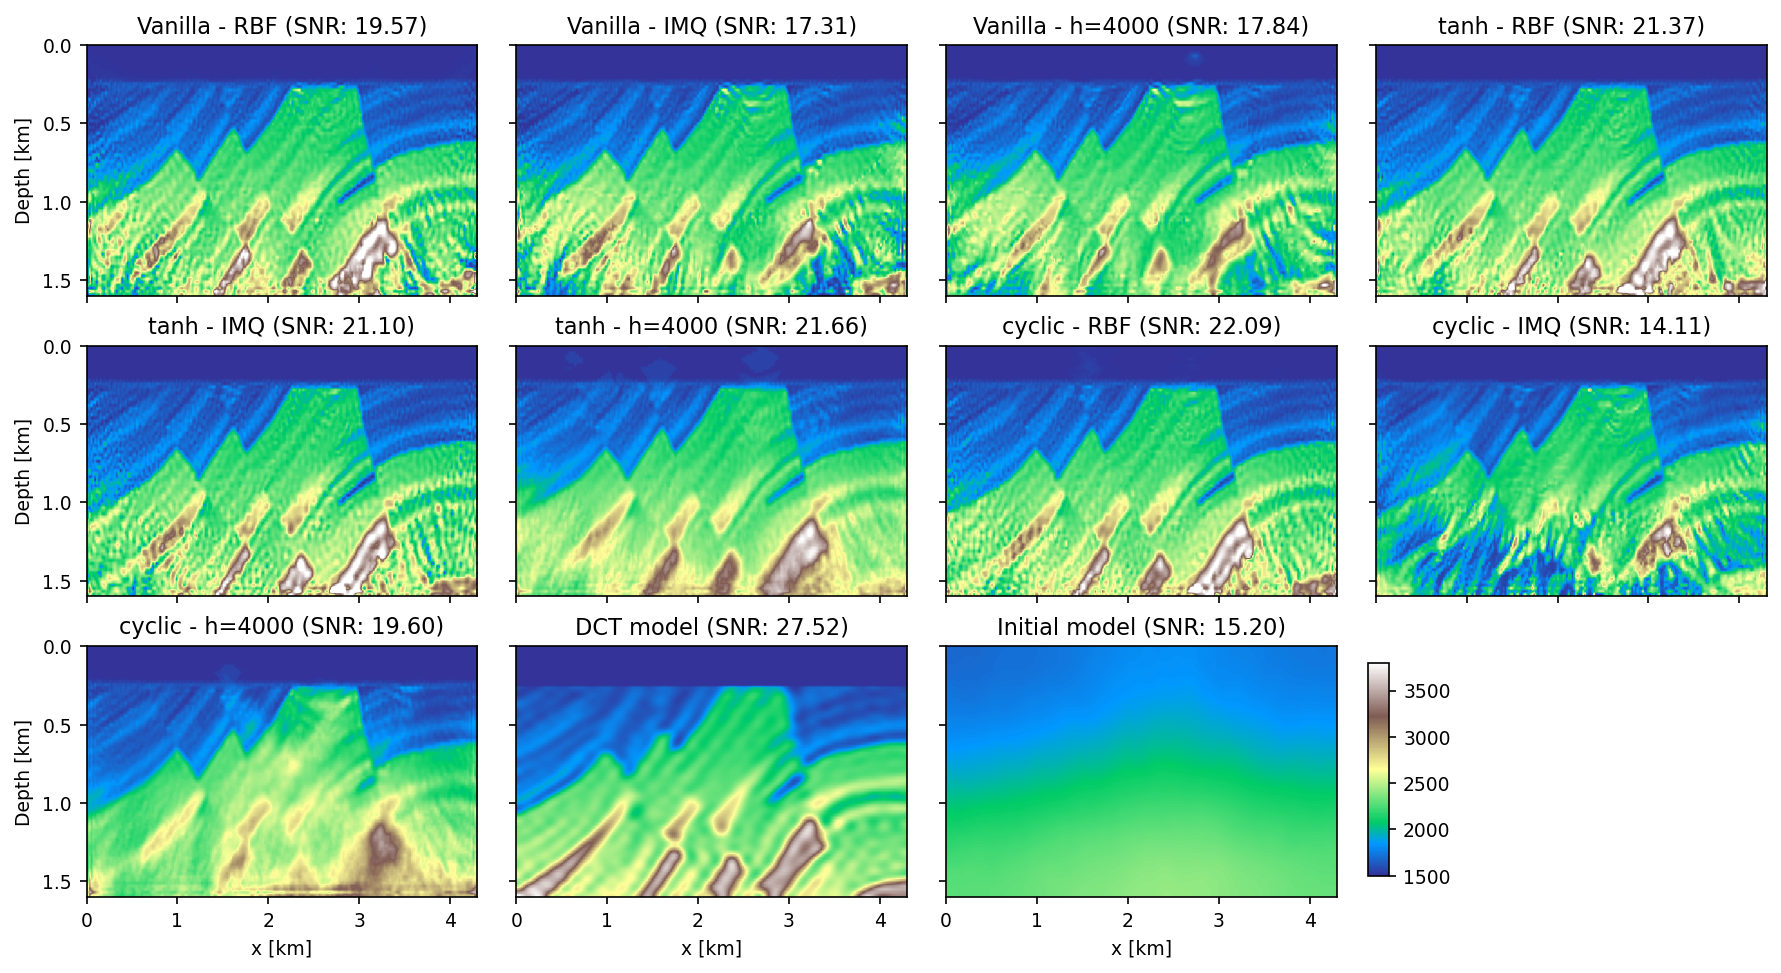 Vanilla - RBF (SNR: 19.57)
Vanilla - IMQ (SNR: 17.31)
Vanilla - h=4000 (SNR: 17.84)
tanh - RBF (SNR: 21.37)
0.0
0.5
1.0
1.5
Depth [km]
tanh - IMQ (SNR: 21.10)
tanh - h=4000 (SNR: 21.66)
cyclic - RBF (SNR: 22.09)
cyclic - IMQ (SNR: 14.11)
0.0
0.5
1.0
1.5
Depth [km]
cyclic - h=4000 (SNR: 19.60)
DCT model (SNR: 27.52)
Initial model (SNR: 15.20)
0.0
0.5
1.0
1.5
Depth [km]
0 1 2 3 4
x [km]
0 1 2 3 4
x [km]
0 1 2 3 4
x [km]
3500
3000
2500
2000
1500